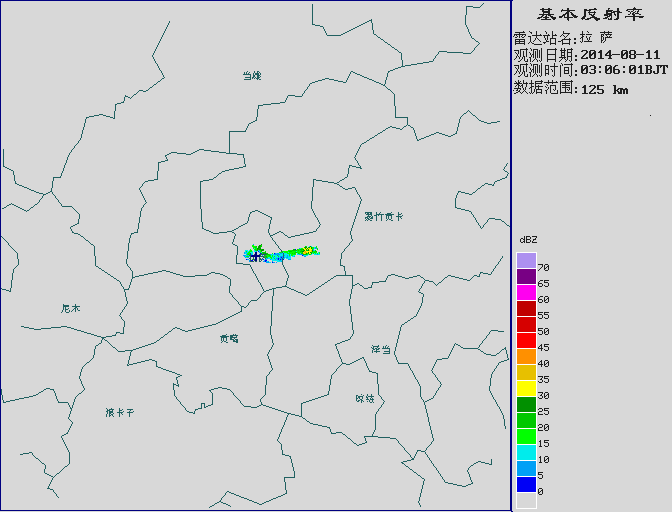 基本反射率
雷达站名:拉 萨
观测日期:2014-08-11
观测时间:03:06:01BJT
数据范围:125 km
当雄
墨竹贡卡
尼木
贡嘎
泽当
琼结
浪卡子
dBZ
70
65
60
55
50
45
40
35
30
25
20
15
10
5
0